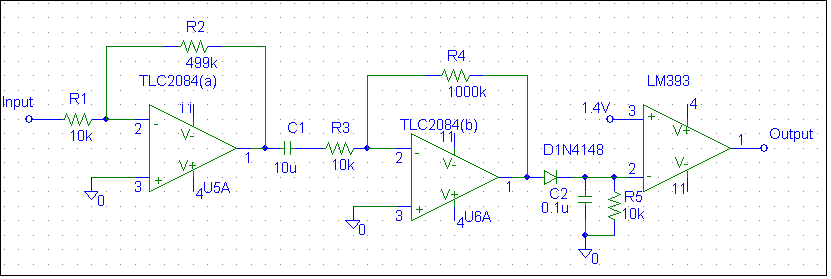 R2
499k
TLC2084(a)
Input
R1
10k
11
V-
2
-
V+
3
+
4
U5A
1
0
C1
10u
R3
10k
R4
1000k
TLC2084(b)
11
V-
2
-
V+
3
+
4
U6A
1
0
D1N4148
C2
0.1u
R5
10k
0
LM393
1.4V
3
+
4
V+
2
-
V-
11
1
Output